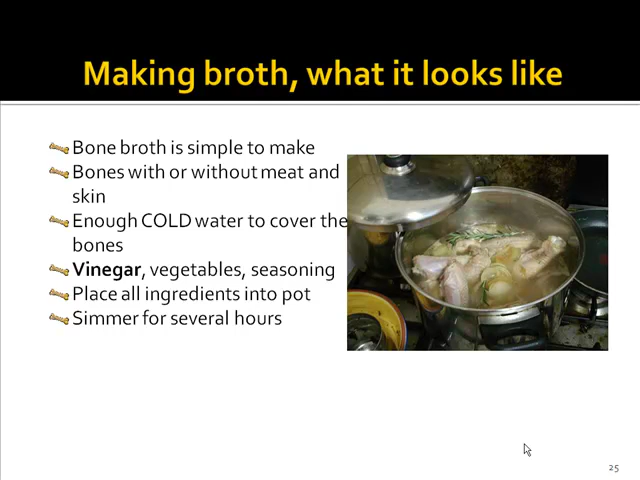 Making broth, what it looks like
Bone broth is simple to make
Bones with or without meat and
skin
Enough COLD water to cover the
bones
Vinegar, vegetables, seasoning
Place all ingredients into pot
Simmer for several hours
25